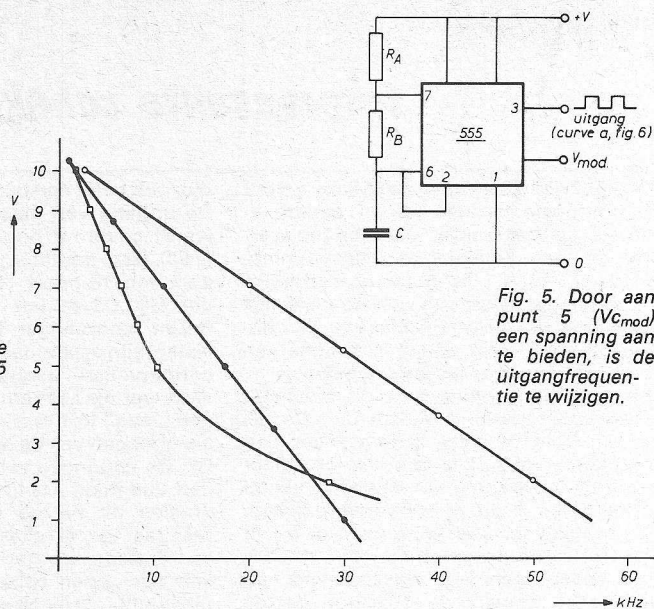 +V
R_A
7
3
R_B
555
uitgang
(curve a, fig. 6)
6
2
1
V_mod.
C
0
V
10
9
8
7
6
5
4
3
2
1
10
20
30
40
50
60
kHz
e
5
Fig. 5. Door aan
punt 5 (Vc_mod)
een spanning aan
te bieden, is de
uitgangfrequen-
tie te wijzigen.